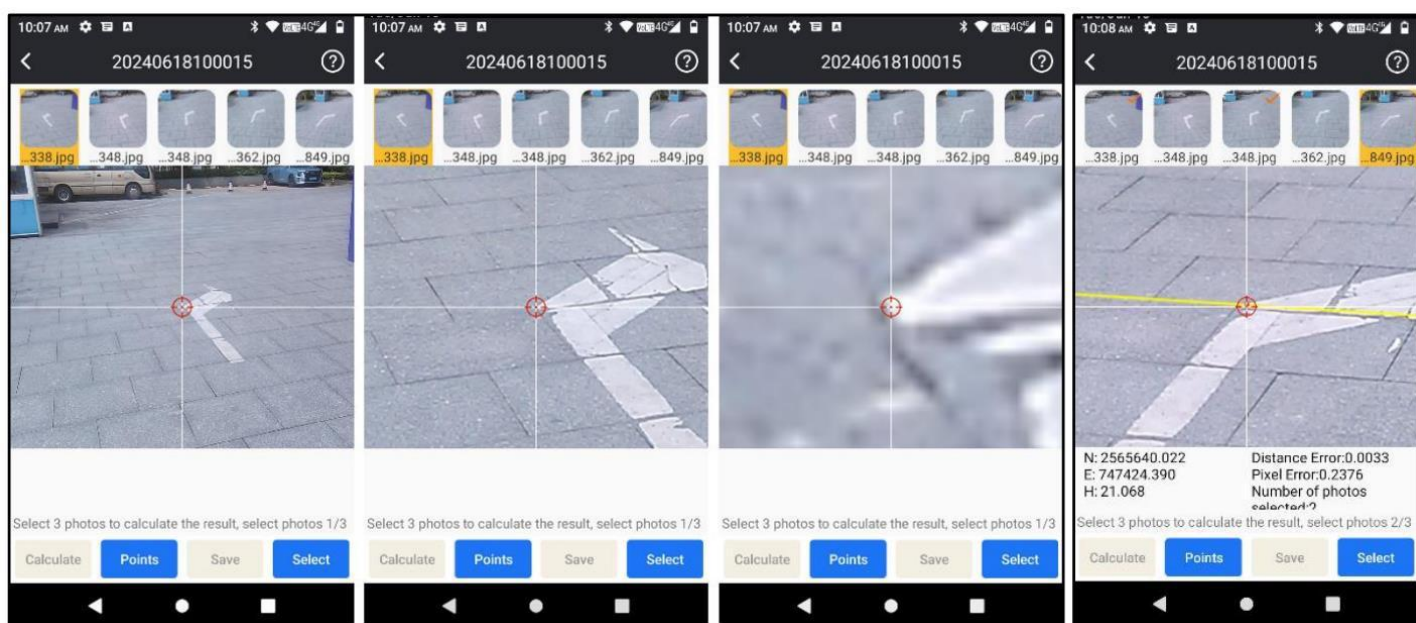 10:07 AM
4G
20240618100015
...338.jpg ...348.jpg ...348.jpg ...362.jpg ...849.jpg
Select 3 photos to calculate the result, select photos 1/3
Calculate Points Save Select
10:07 AM
4G
20240618100015
...338.jpg ...348.jpg ...348.jpg ...362.jpg ...849.jpg
Select 3 photos to calculate the result, select photos 1/3
Calculate Points Save Select
10:07 AM
4G
20240618100015
...338.jpg ...348.jpg ...348.jpg ...362.jpg ...849.jpg
Select 3 photos to calculate the result, select photos 1/3
Calculate Points Save Select
10:08 AM
4G
20240618100015
...338.jpg ...348.jpg ...348.jpg ...362.jpg ...849.jpg
N: 2565640.022 Distance Error:0.0033
E: 747424.390 Pixel Error:0.2376
H: 21.068 Number of photos
selected:2
Select 3 photos to calculate the result, select photos 2/3
Calculate Points Save Select